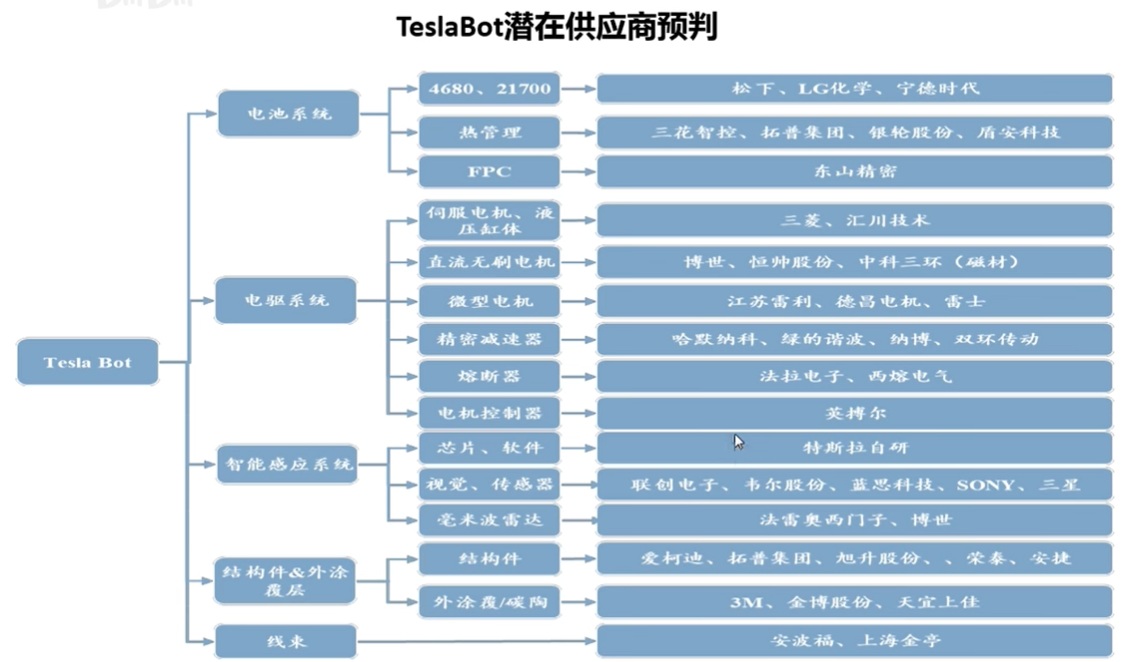 TeslaBot潜在供应商预判
4680、21700
松下、LG化学、宁德时代
电池系统
热管理
三花智控、拓普集团、银轮股份、盾安科技
FPC
东山精密
伺服电机、液
压缸体
三菱、汇川技术
直流无刷电机
博世、恒帅股份、中科三环（磁材）
电驱系统
微型电机
江苏雷利、德昌电机、雷士
精密减速器
哈默纳科、绿的谐波、纳博、双环传动
Tesla Bot
熔断器
法拉电子、西熔电气
电机控制器
英搏尔
芯片、软件
特斯拉自研
智能感应系统
视觉、传感器
联创电子、韦尔股份、蓝思科技、SONY、三星
毫米波雷达
法雷奥西门子、博世
结构件
爱柯迪、拓普集团、旭升股份、、荣泰、安捷
结构件&外涂
覆层
外涂覆/碳陶
3M、金博股份、天宜上佳
线束
安波福、上海金亭